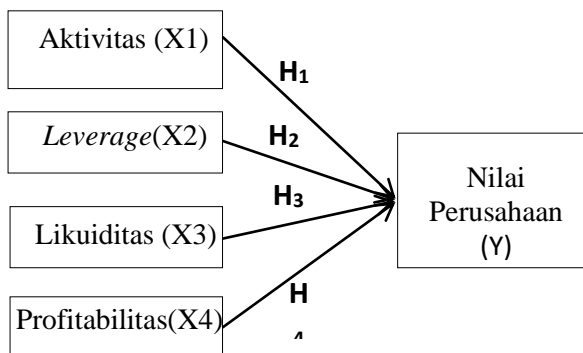 Aktivitas (X1)
H1
Leverage(X2)
H2
H3
Likuiditas (X3)
Profitabilitas(X4)
H
Nilai
Perusahaan
(Y)